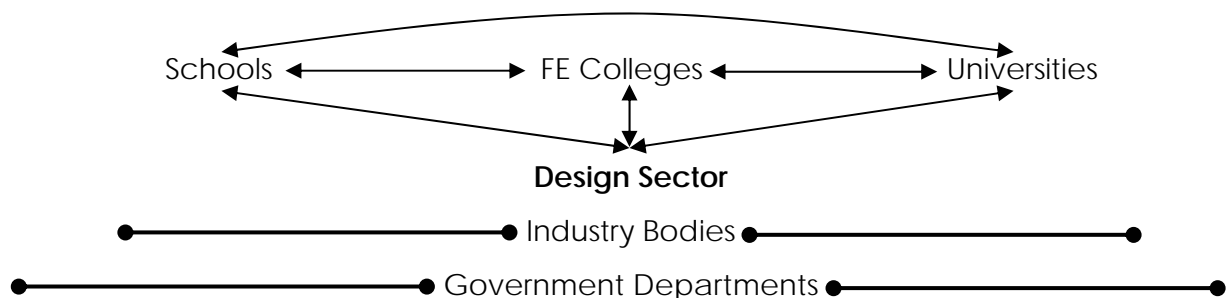 Schools FE Colleges Universities
Design Sector
Industry Bodies
Government Departments